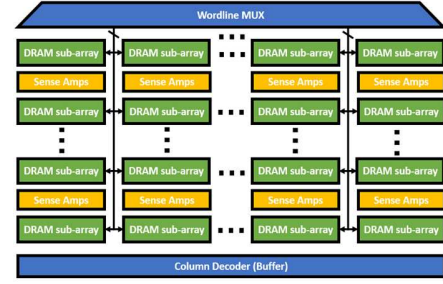 Wordline MUX
DRAM sub-array DRAM sub-array DRAM sub-array DRAM sub-array
Sense Amps Sense Amps Sense Amps Sense Amps
DRAM sub-array DRAM sub-array DRAM sub-array DRAM sub-array
DRAM sub-array DRAM sub-array DRAM sub-array DRAM sub-array
Sense Amps Sense Amps Sense Amps Sense Amps
DRAM sub-array DRAM sub-array DRAM sub-array DRAM sub-array
Column Decoder (Buffer)